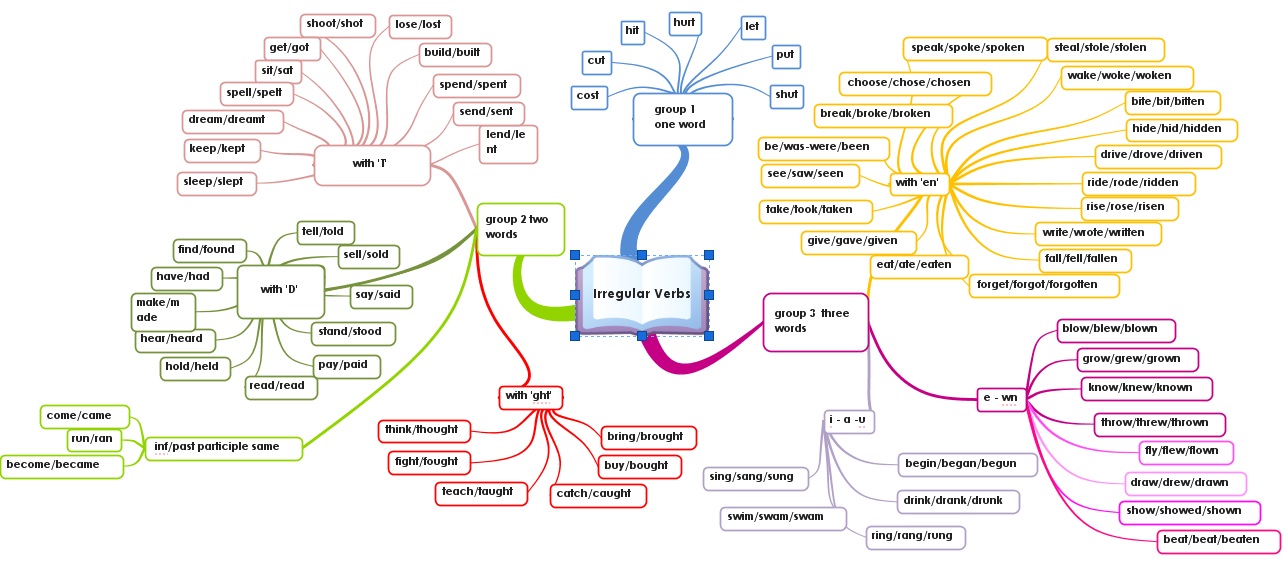 Irregular Verbs
group 1
one word
cost
cut
hit
hurt
let
put
shut
group 2 two
words
with 'T'
shoot/shot
lose/lost
get/got
build/built
sit/sat
spend/spent
spell/spelt
send/sent
dream/dreamt
lend/le
nt
keep/kept
sleep/slept
with 'D'
tell/told
find/found
sell/sold
have/had
say/said
make/m
ade
stand/stood
hear/heard
pay/paid
hold/held
read/read
inf/past participle same
come/came
run/ran
become/became
with 'ght'
think/thought
bring/brought
fight/fought
buy/bought
teach/taught
catch/caught
group 3 three
words
with 'en'
speak/spoke/spoken
steal/stole/stolen
choose/chose/chosen
wake/woke/woken
break/broke/broken
bite/bit/bitten
hide/hid/hidden
be/was-were/been
drive/drove/driven
see/saw/seen
ride/rode/ridden
take/took/taken
rise/rose/risen
give/gave/given
write/wrote/written
eat/ate/eaten
fall/fell/fallen
forget/forgot/forgotten
i - a -u
sing/sang/sung
begin/began/begun
swim/swam/swam
drink/drank/drunk
ring/rang/rung
e - wn
blow/blew/blown
grow/grew/grown
know/knew/known
throw/threw/thrown
fly/flew/flown
draw/drew/drawn
show/showed/shown
beat/beat/beaten